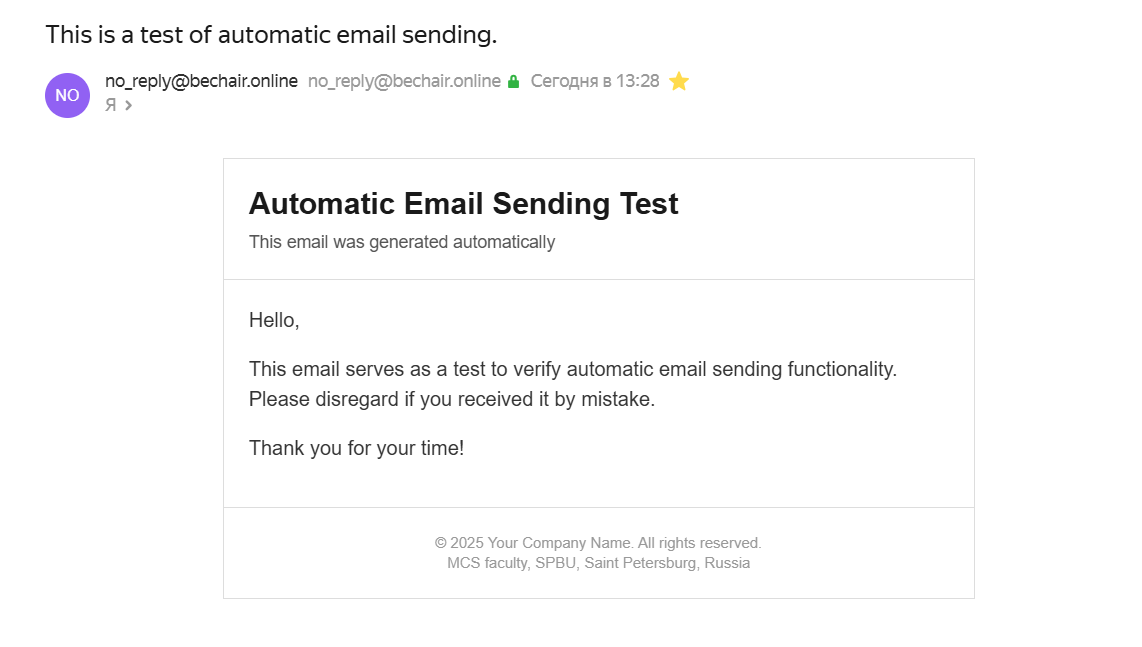 This is a test of automatic email sending.
NO
no_reply@bechair.online no_reply@bechair.online Сегодня в 13:28
Я
Automatic Email Sending Test
This email was generated automatically
Hello,
This email serves as a test to verify automatic email sending functionality.
Please disregard if you received it by mistake.
Thank you for your time!
© 2025 Your Company Name. All rights reserved.
MCS faculty, SPBU, Saint Petersburg, Russia